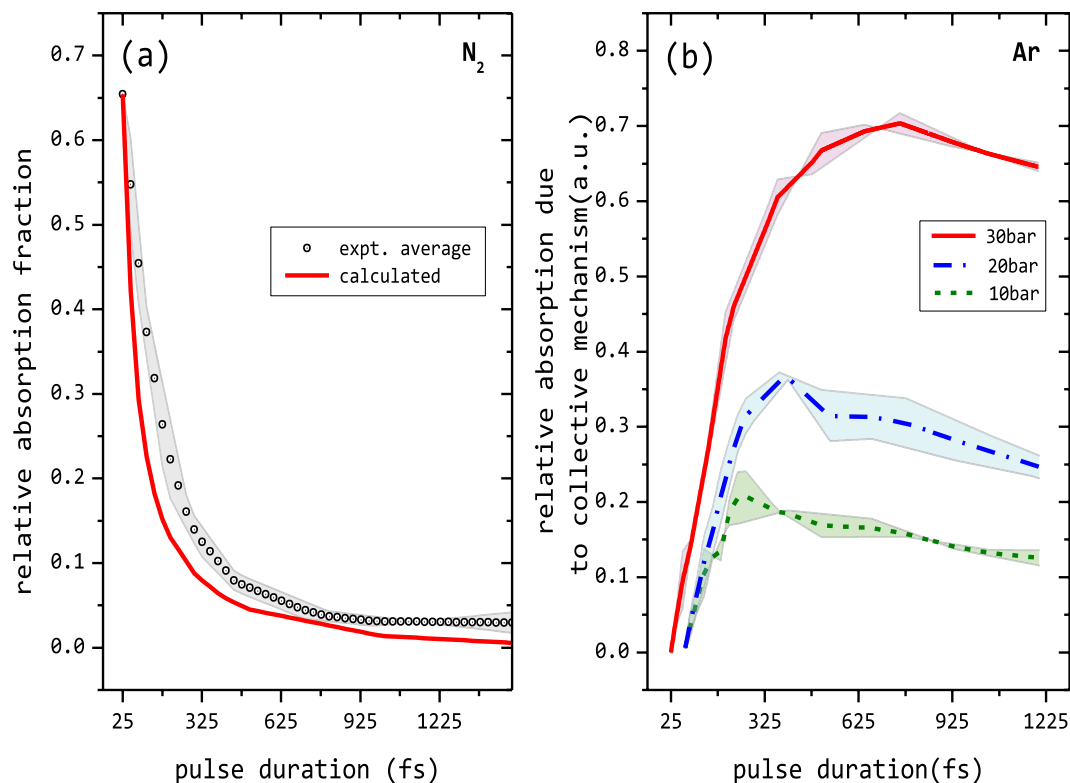 (a)
N2
relative absorption fraction
0.7
0.6
0.5
0.4
0.3
0.2
0.1
0.0
expt. average
calculated
25 325 625 925 1225
pulse duration (fs)
(b)
Ar
relative absorption due
to collective mechanism(a.u.)
0.8
0.7
0.6
0.5
0.4
0.3
0.2
0.1
0.0
30bar
20bar
10bar
25 325 625 925 1225
pulse duration(fs)